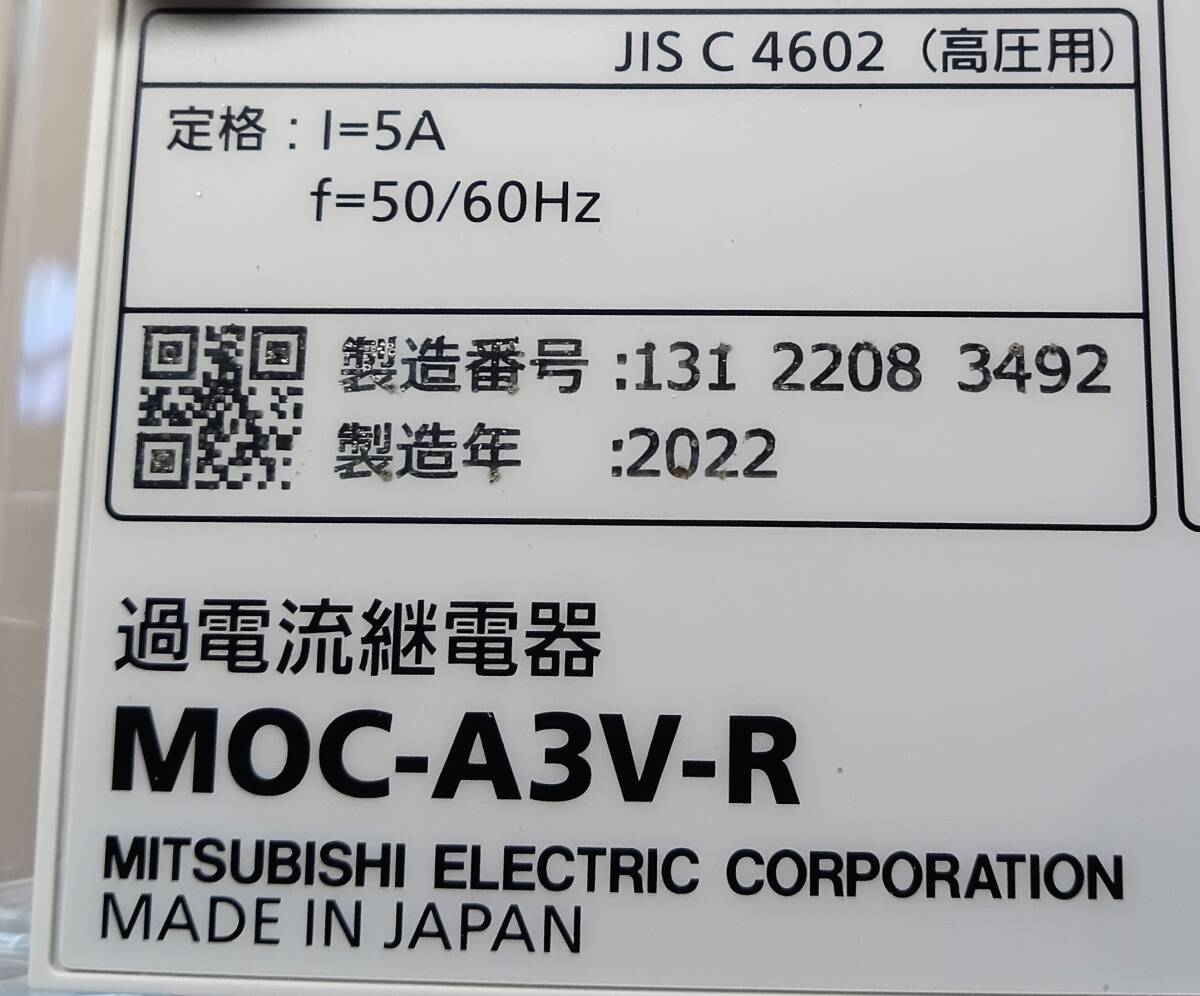 JIS C 4602（高圧用）
定格：I=5A
f=50/60Hz
製造番号 :131 2208 3492
製造年 :2022
過電流継電器
MOC-A3V-R
MITSUBISHI ELECTRIC CORPORATION
MADE IN JAPAN